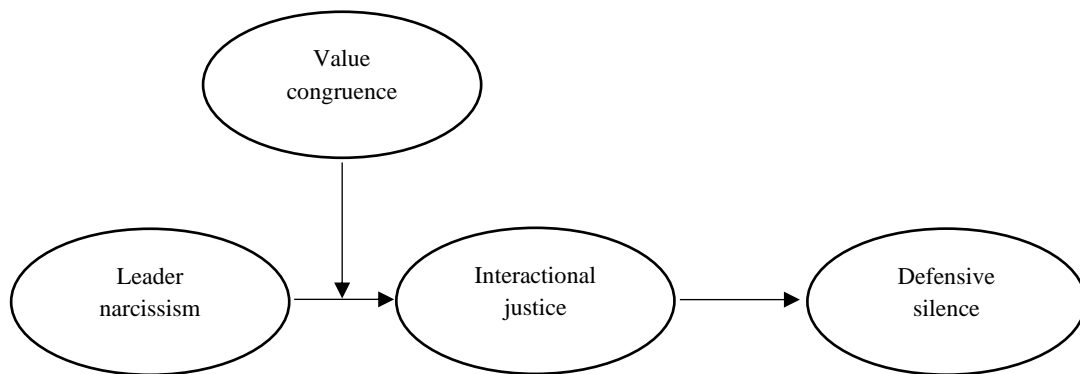 Value
congruence
Leader
narcissism
Interactional
justice
Defensive
silence